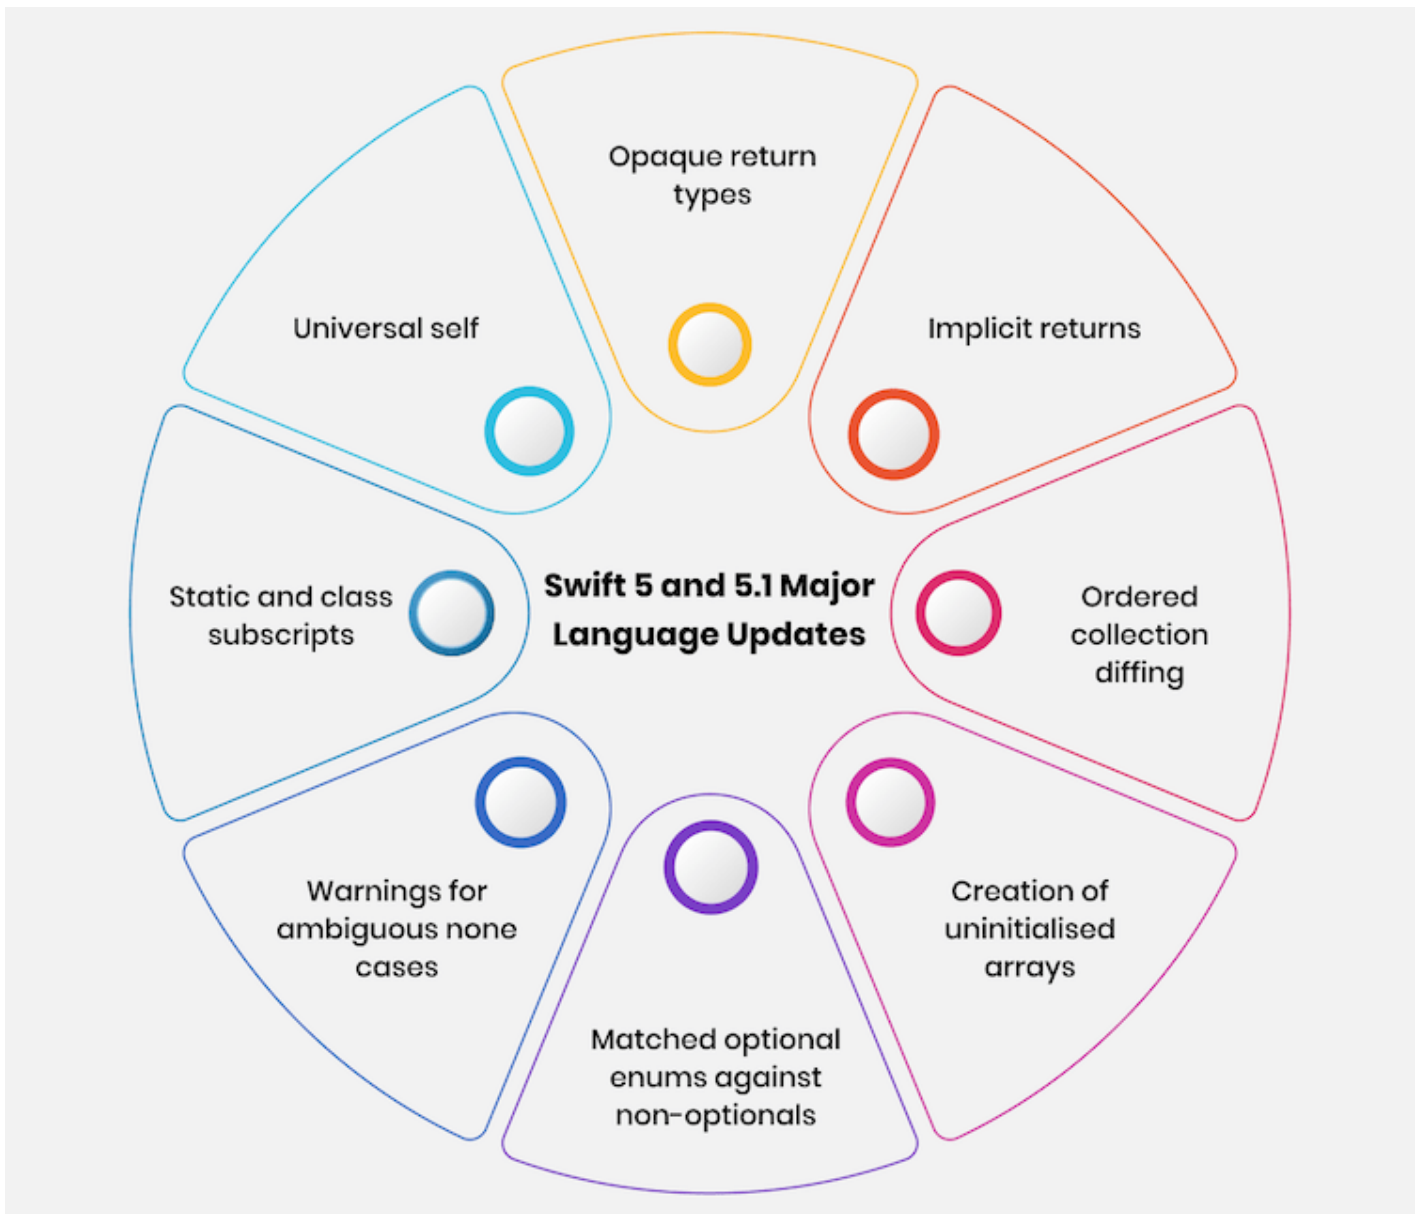 Opaque return
types
Implicit returns
Ordered
collection
diffing
Creation of
uninitialised
arrays
Matched optional
enums against
non-optionals
Warnings for
ambiguous none
cases
Static and class
subscripts
Universal self
Swift 5 and 5.1 Major
Language Updates